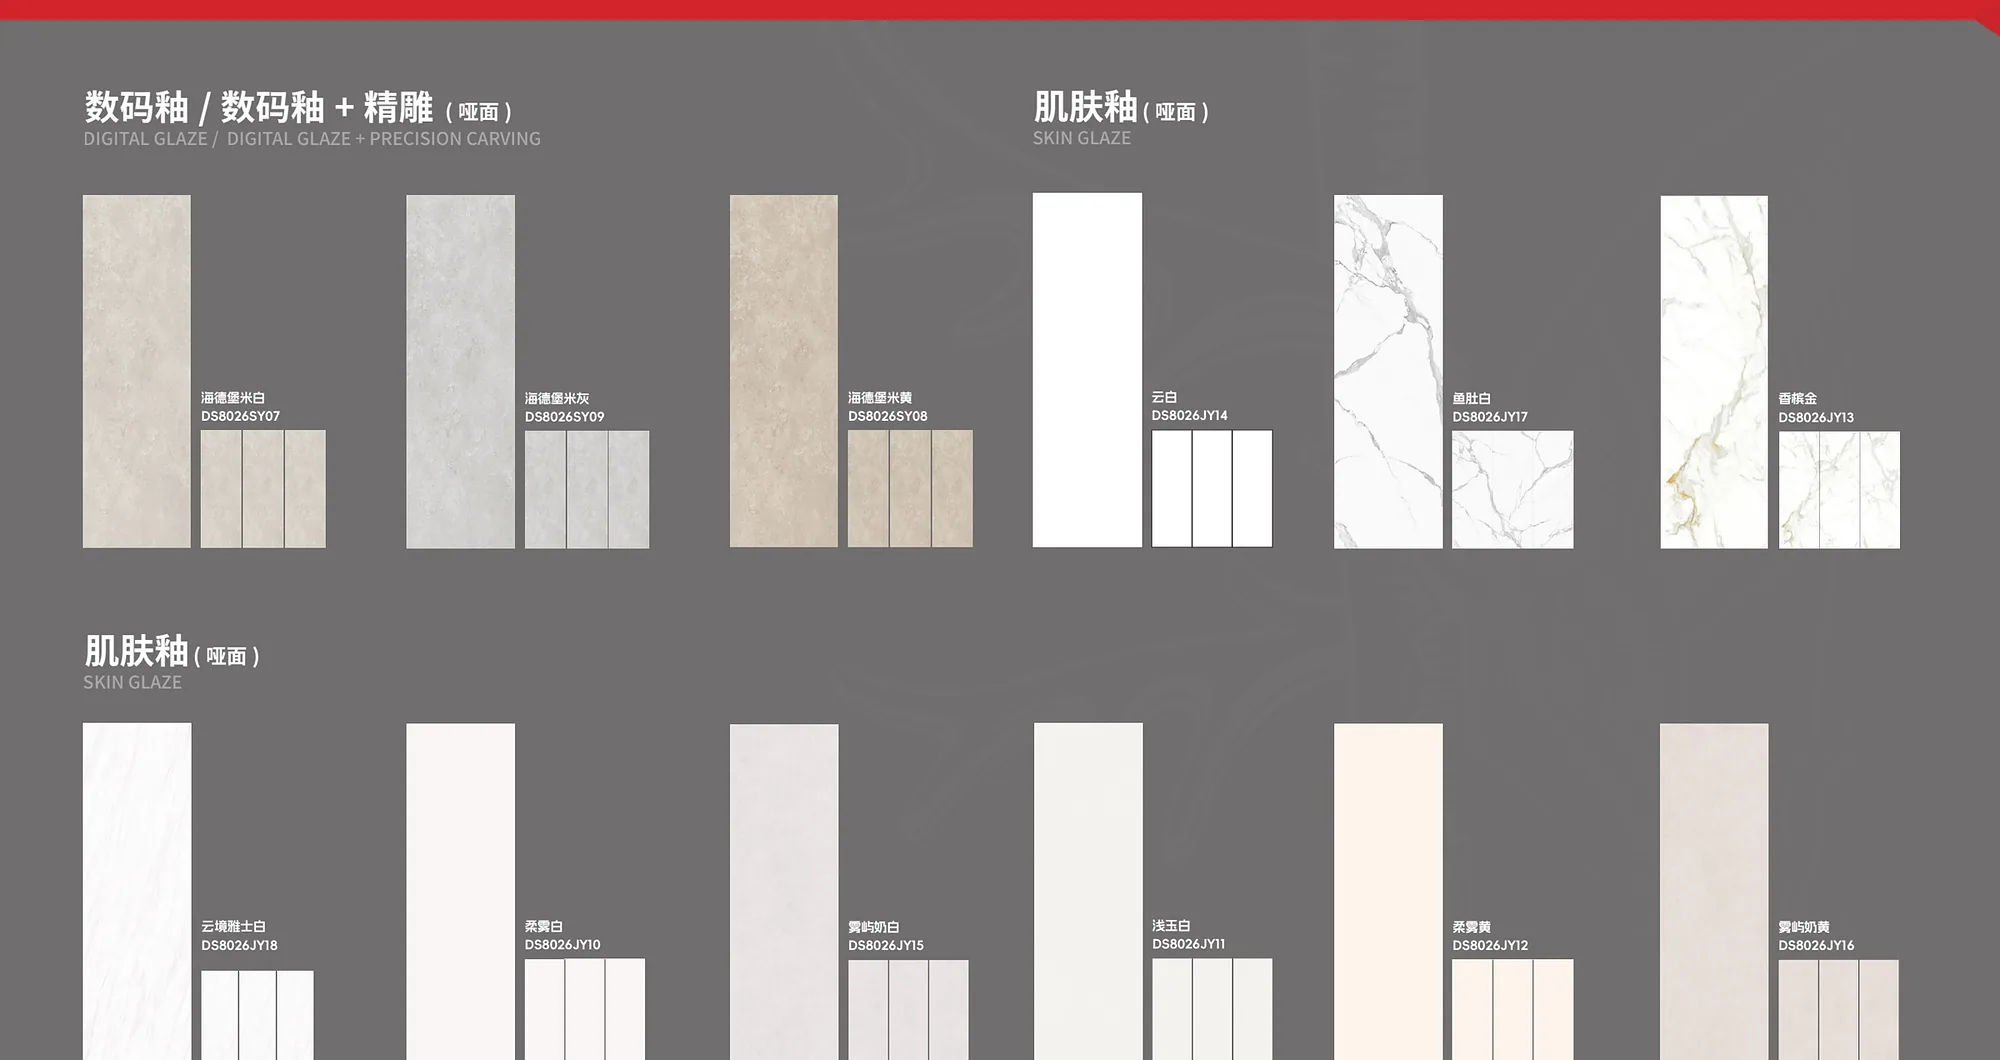 数码釉 / 数码釉 + 精雕 ( 哑面 )
DIGITAL GLAZE / DIGITAL GLAZE + PRECISION CARVING
海德堡米白
DS8026SY07
海德堡米灰
DS8026SY09
海德堡米黄
DS8026SY08
肌肤釉 ( 哑面 )
SKIN GLAZE
云白
DS8026JY14
鱼肚白
DS8026JY17
香槟金
DS8026JY13
肌肤釉 ( 哑面 )
SKIN GLAZE
云境雅士白
DS8026JY18
柔雾白
DS8026JY10
雾屿奶白
DS8026JY15
浅玉白
DS8026JY11
柔雾黄
DS8026JY12
雾屿奶黄
DS8026JY16